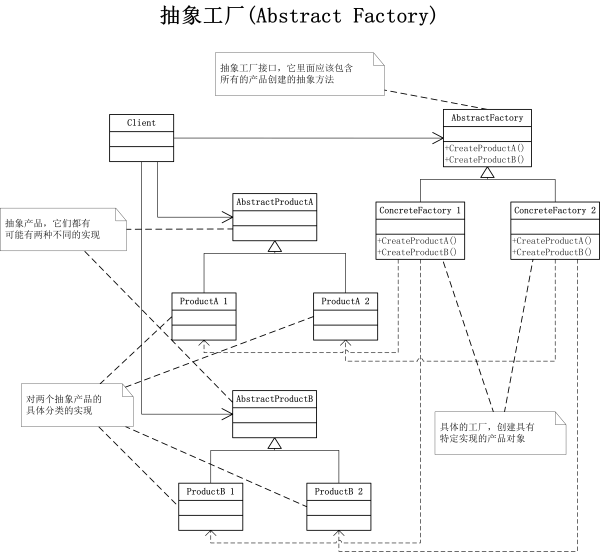 抽象工厂(Abstract Factory)
抽象工厂接口，它里面应该包含
所有的产品创建的抽象方法
Client
AbstractFactory
+CreateProductA()
+CreateProductB()
AbstractProductA
ConcreteFactory 1
+CreateProductA()
+CreateProductB()
ConcreteFactory 2
+CreateProductA()
+CreateProductB()
抽象产品，它们都有
可能有两种不同的实现
ProductA 1
ProductA 2
对两个抽象产品的
具体分类的实现
AbstractProductB
具体的工厂，创建具有
特定实现的产品对象
ProductB 1
ProductB 2